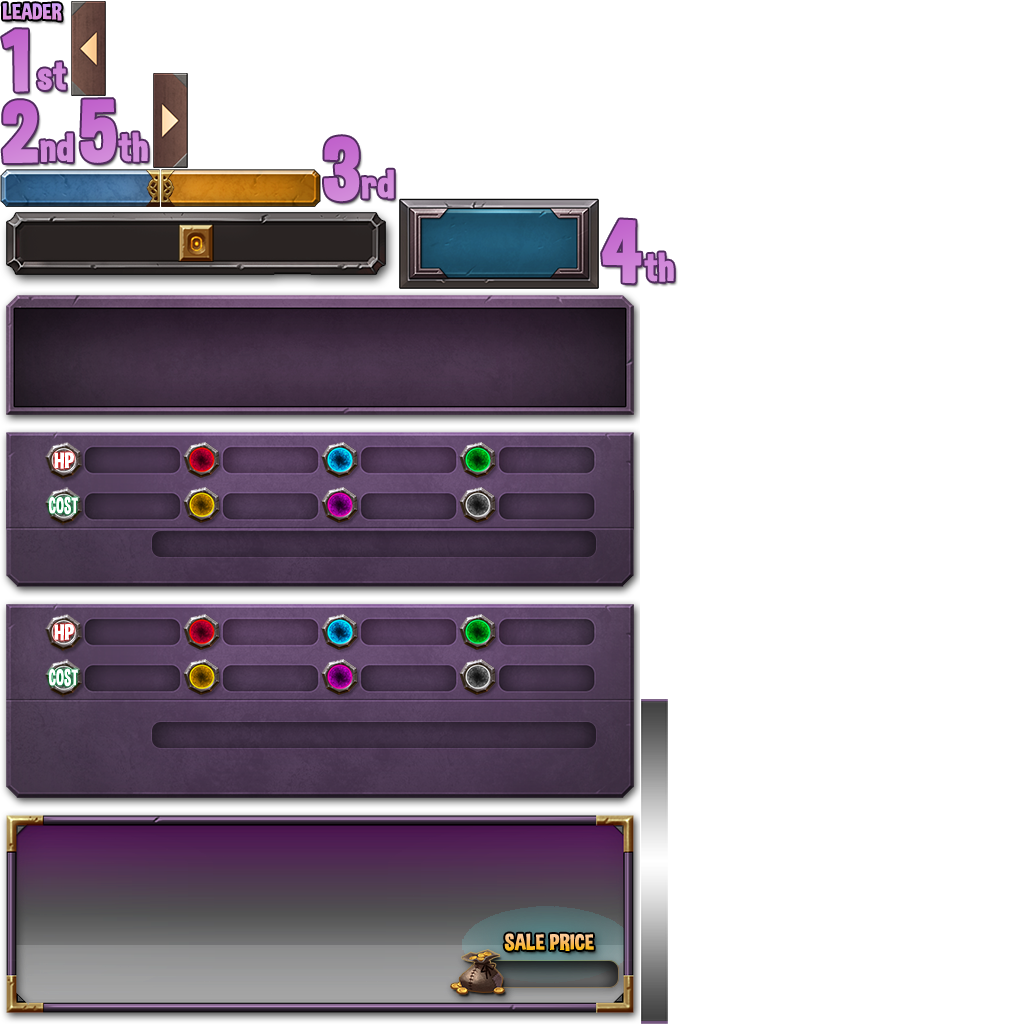 LEADER
1st
2nd 5th
3rd
4th
HP
COST
HP
COST
SALE PRICE